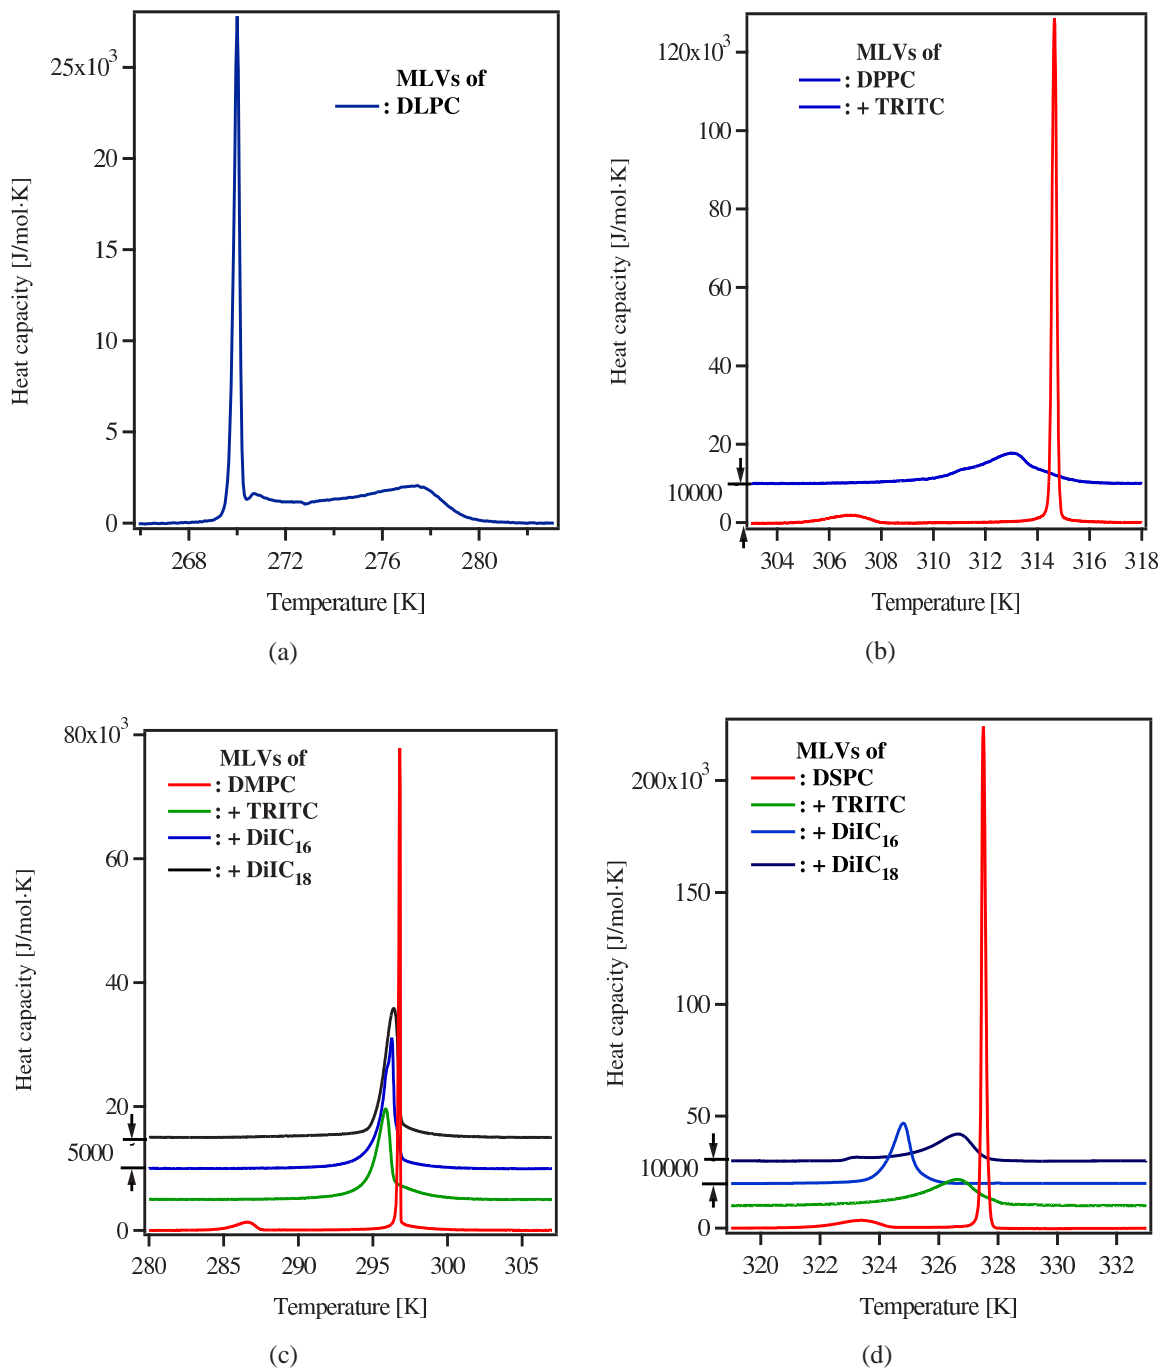 25x10³
20
15
10
5
0
Heat capacity [J/mol·K]
MLVs of
: DLPC
268 272 276 280
Temperature [K]
(a)
120x10³
100
80
60
40
20
10000
0
Heat capacity [J/mol·K]
MLVs of
: DPPC
: + TRITC
304 306 308 310 312 314 316 318
Temperature [K]
(b)
80x10³
60
40
20
5000
0
Heat capacity [J/mol·K]
MLVs of
: DMPC
: + TRITC
: + DiIC₁₆
: + DiIC₁₈
280 285 290 295 300 305
Temperature [K]
(c)
200x10³
150
100
50
10000
0
Heat capacity [J/mol·K]
MLVs of
: DSPC
: + TRITC
: + DiIC₁₆
: + DiIC₁₈
320 322 324 326 328 330 332
Temperature [K]
(d)